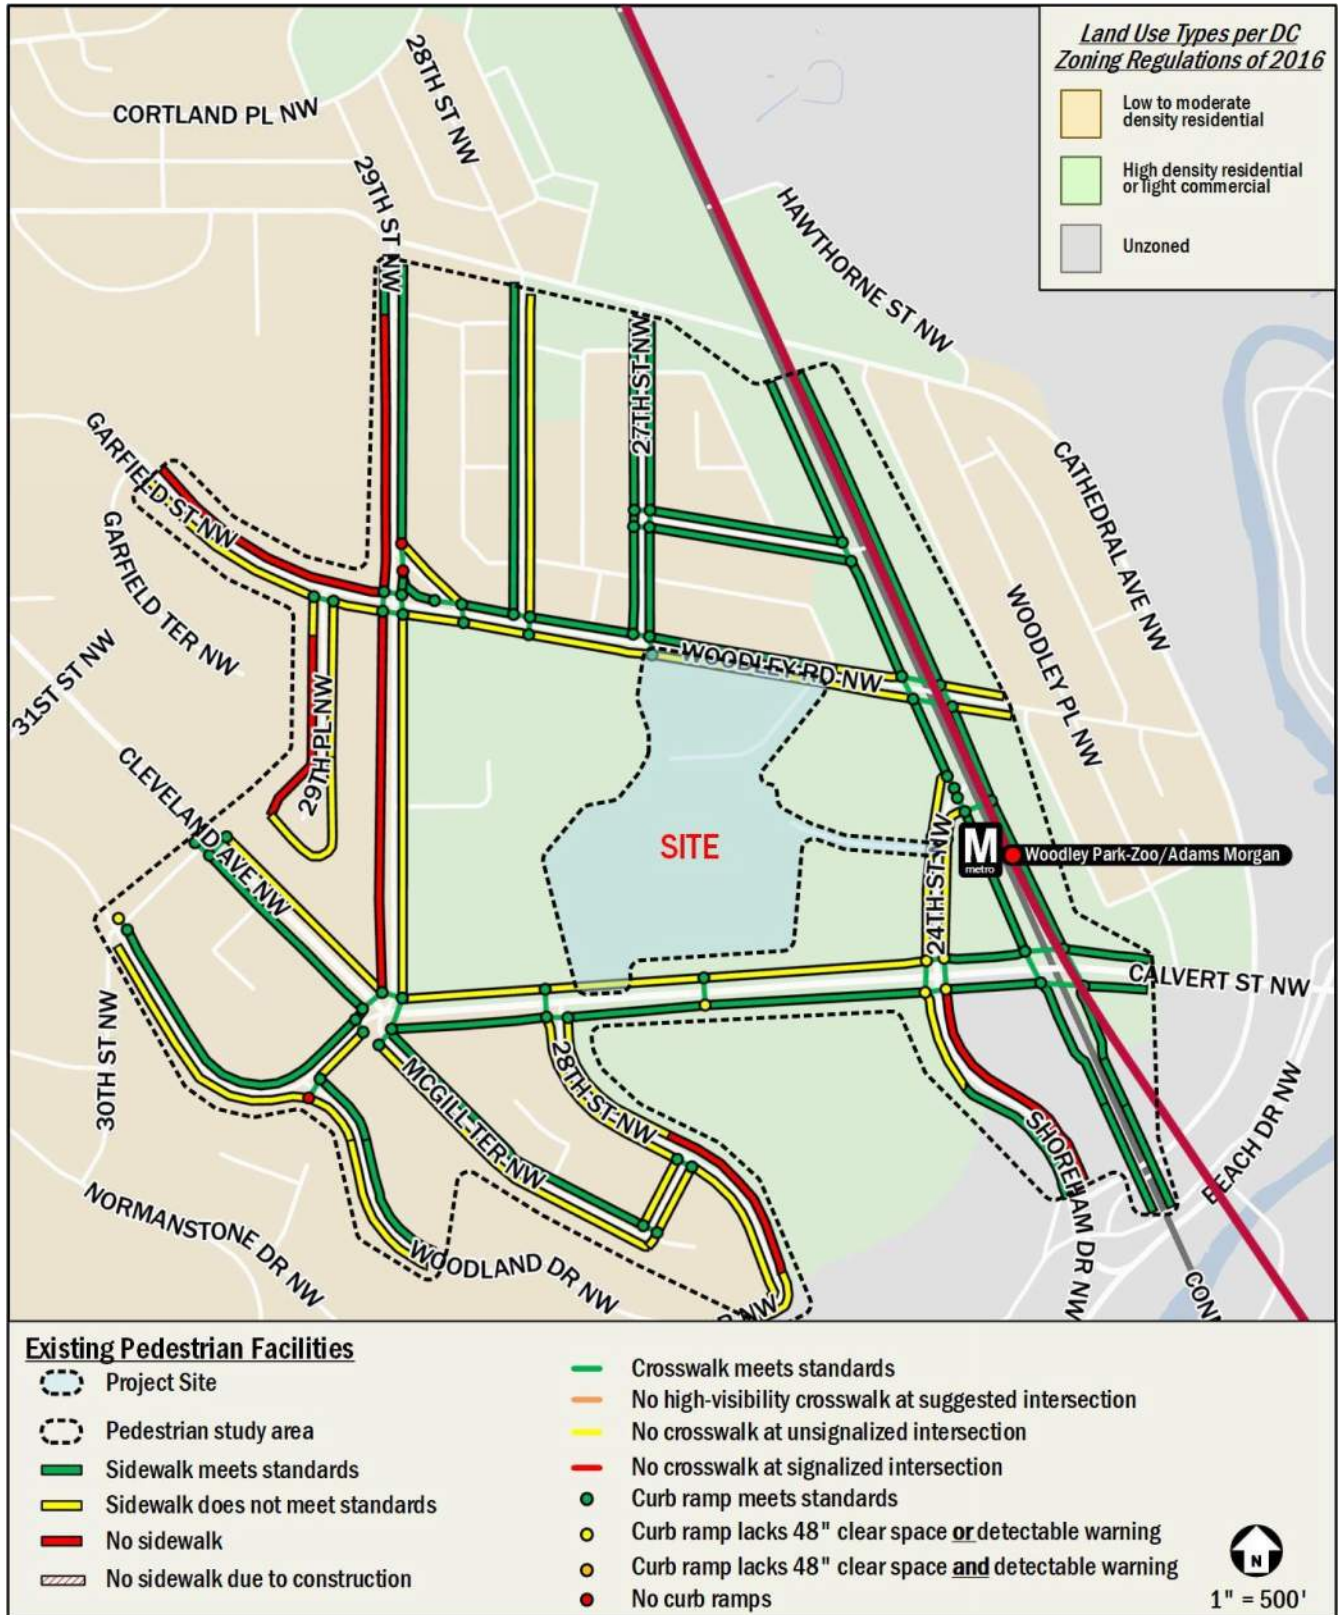 Land Use Types per DC
Zoning Regulations of 2016
Low to moderate
density residential
High density residential
or light commercial
Unzoned
CORTLAND PL NW
28TH ST NW
29TH ST NW
HAWTHORNE ST NW
27TH ST NW
GARFIELD ST NW
GARFIELD TER NW
CATHEDRAL AVE NW
WOODLEY PL NW
31ST ST NW
WOODLEY RD NW
29TH PL NW
CLEVELAND AVE NW
SITE
24TH ST NW
M
metro
Woodley Park-Zoo/Adams Morgan
CALVERT ST NW
30TH ST NW
28TH ST NW
MCGILL TER NW
SHOREHAM DR NW
BEACH DR NW
NORMANSTONE DR NW
WOODLAND DR NW
R NW
CONN
Existing Pedestrian Facilities
Project Site
Pedestrian study area
Sidewalk meets standards
Sidewalk does not meet standards
No sidewalk
No sidewalk due to construction
Crosswalk meets standards
No high-visibility crosswalk at suggested intersection
No crosswalk at unsignalized intersection
No crosswalk at signalized intersection
Curb ramp meets standards
Curb ramp lacks 48" clear space or detectable warning
Curb ramp lacks 48" clear space and detectable warning
No curb ramps
N
1" = 500'